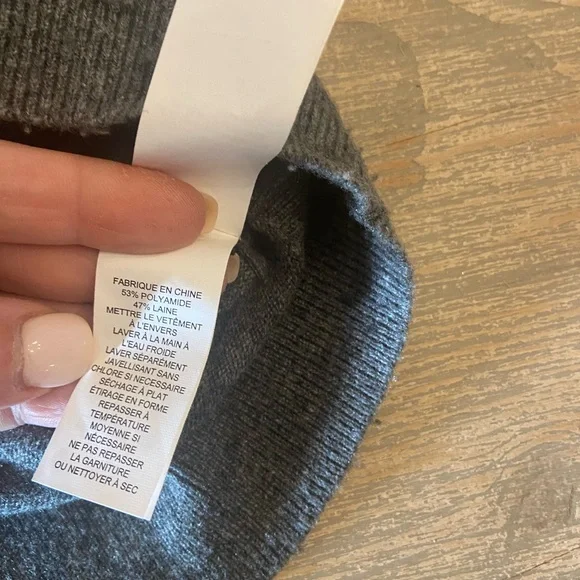 FABRIQUE EN CHINE
53% POLYAMIDE
47% LAINE
METTRE LE VETÊMENT
À L'ENVERS
LAVER À LA MAIN À
L'EAU FROIDE
LAVER SÉPARÉMENT
JAVELLISANT SANS
CHLORE SI NECESSAIRE
SÉCHAGE À PLAT
ÉTIRAGE EN FORME
REPASSER À
TEMPÉRATURE
MOYENNE SI
NÉCESSAIRE
NE PAS REPASSER
LA GARNITURE
OU NETTOYER À SEC